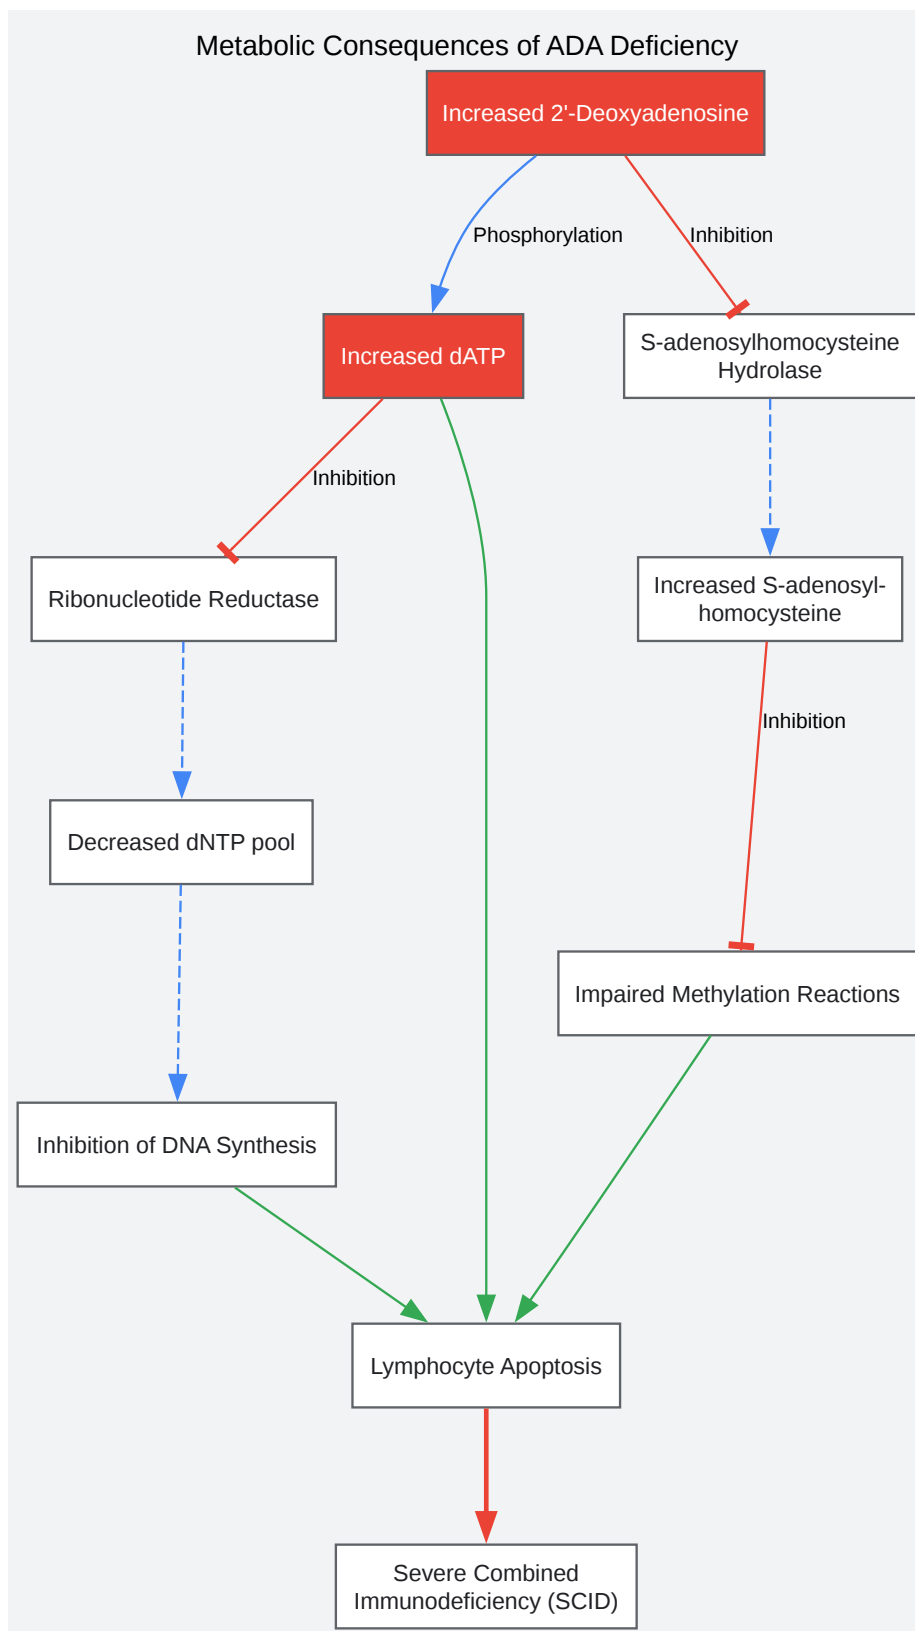 Metabolic Consequences of ADA Deficiency
Increased 2'-Deoxyadenosine
Phosphorylation
Inhibition
Increased dATP
S-adenosylhomocysteine
Hydrolase
Inhibition
Ribonucleotide Reductase
Increased S-adenosyl-
homocysteine
Inhibition
Decreased dNTP pool
Impaired Methylation Reactions
Inhibition of DNA Synthesis
Lymphocyte Apoptosis
Severe Combined
Immunodeficiency (SCID)